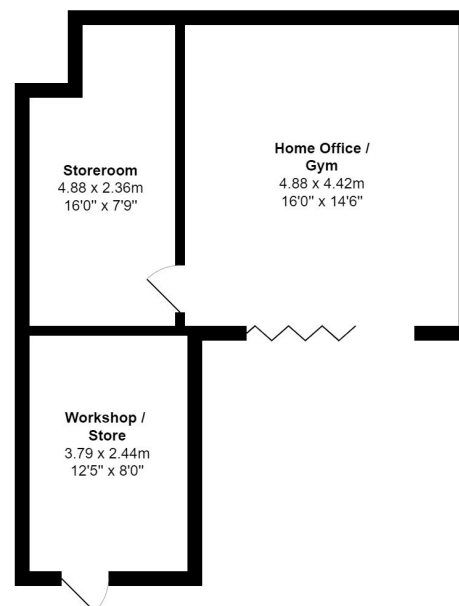 Storeroom
4.88 x 2.36m
16'0" x 7'9"
Home Office /
Gym
4.88 x 4.42m
16'0" x 14'6"
Workshop /
Store
3.79 x 2.44m
12'5" x 8'0"